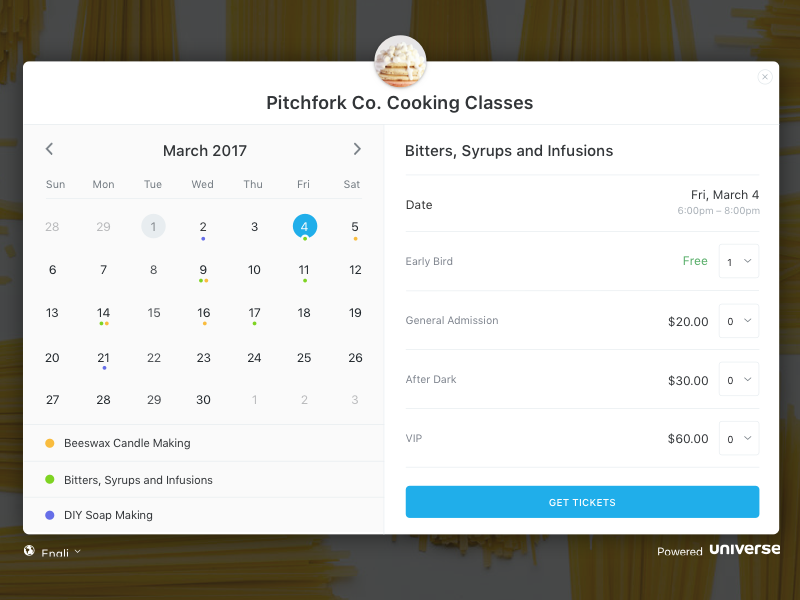 Pitchfork Co. Cooking Classes
March 2017
Sun Mon Tue Wed Thu Fri Sat
28 29 1 2 3 4 5
6 7 8 9 10 11 12
13 14 15 16 17 18 19
20 21 22 23 24 25 26
27 28 29 30 1 2 3
Beeswax Candle Making
Bitters, Syrups and Infusions
DIY Soap Making
Bitters, Syrups and Infusions
Date
Fri, March 4
6:00pm – 8:00pm
Early Bird Free 1
General Admission $20.00 0
After Dark $30.00 0
VIP $60.00 0
GET TICKETS
Engli
Powered universe